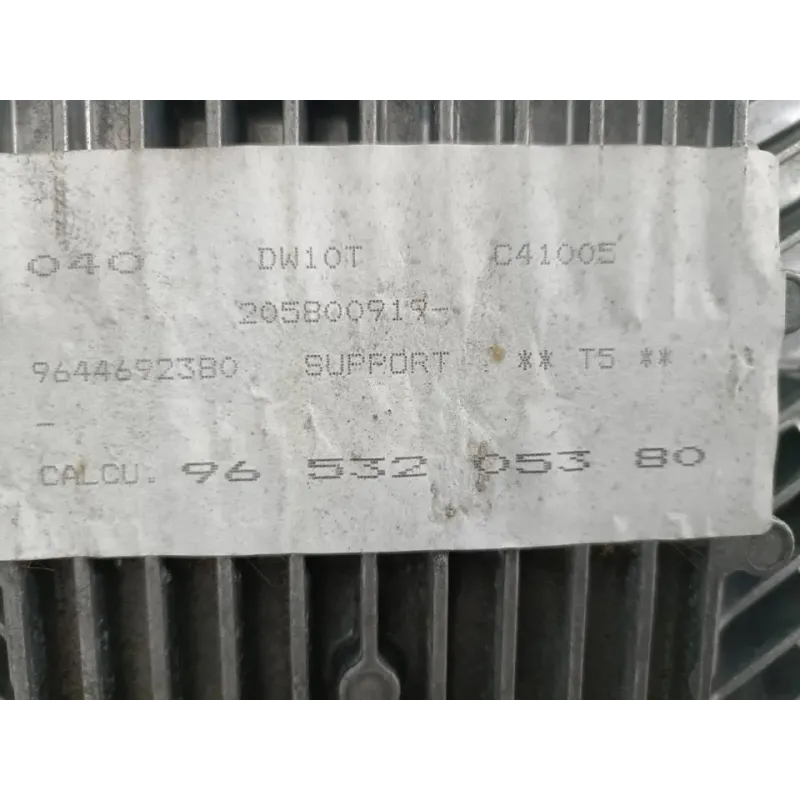 040 DW10T C41005
205800919-
9644692380 SUPPORT ** T5 **
-
CALCU. 96 532 053 80